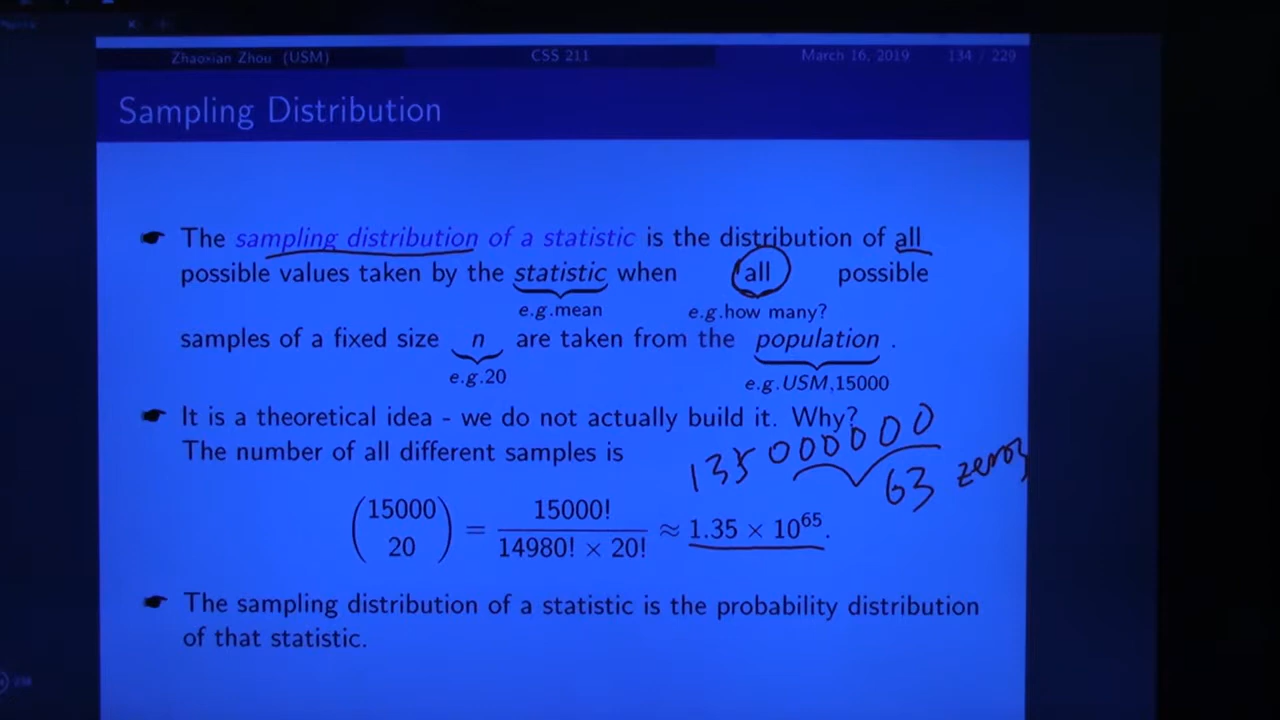 Zhaoxian Zhou (USM) CSS 211 March 16, 2019 134 / 229
Sampling Distribution
The sampling distribution of a statistic is the distribution of all
possible values taken by the statistic when all possible
e.g.mean e.g.how many?
samples of a fixed size n are taken from the population .
e.g.20 e.g.USM,15000
It is a theoretical idea - we do not actually build it. Why?
The number of all different samples is
135 0000000
63 zeros
(15000 20) = 15000! / 14980! × 20! ≈ 1.35 × 10^65.
The sampling distribution of a statistic is the probability distribution
of that statistic.